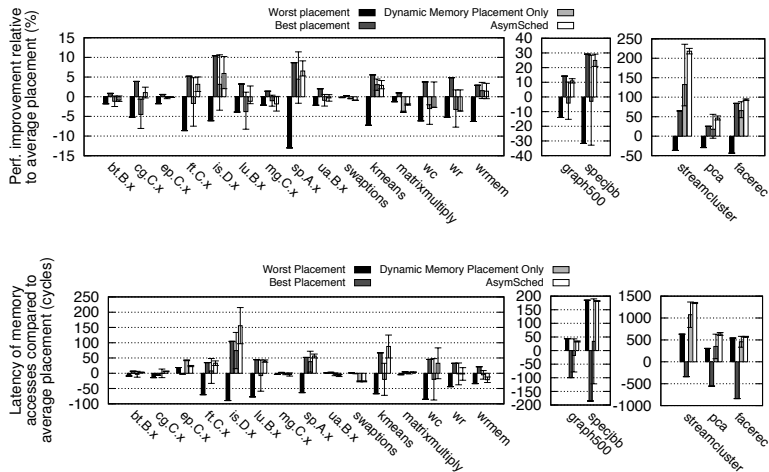 Perf. improvement relative
to average placement (%)
Worst placement
Best placement
Dynamic Memory Placement Only
AsymSched
15
10
5
0
-5
-10
-15
bt.B.x
cg.C.x
ep.C.x
ft.C.x
is.D.x
lu.B.x
mg.C.x
sp.A.x
ua.B.x
swaptions
kmeans
matrixmultiply
wc
wr
wrmem
40
30
20
10
0
-10
-20
-30
-40
graph500
specjbb
250
200
150
100
50
0
-50
streamcluster
pca
facerec
Latency of memory
accesses compared to
average placement (cycles)
Worst Placement
Best Placement
Dynamic Memory Placement Only
AsymSched
250
200
150
100
50
0
-50
-100
bt.B.x
cg.C.x
ep.C.x
ft.C.x
is.D.x
lu.B.x
mg.C.x
sp.A.x
ua.B.x
swaptions
kmeans
matrixmultiply
wc
wr
wrmem
200
150
100
50
0
-50
-100
-150
-200
graph500
specjbb
1500
1000
500
0
-500
-1000
streamcluster
pca
facerec